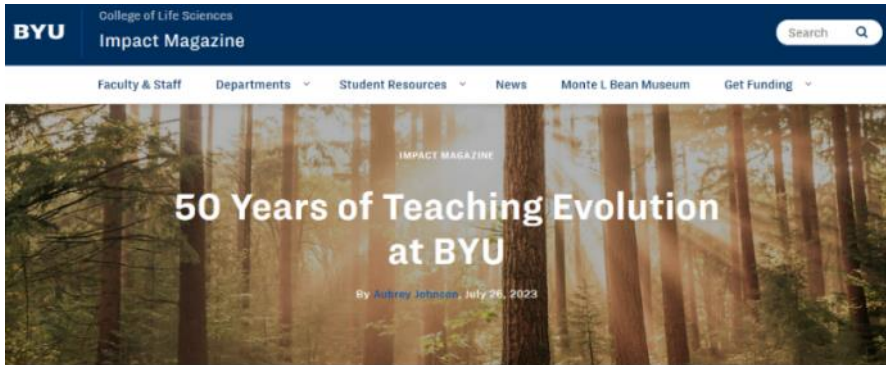 BYU
College of Life Sciences
Impact Magazine
Search
Faculty & Staff Departments Student Resources News Monte L Bean Museum Get Funding
IMPACT MAGAZINE
50 Years of Teaching Evolution
at BYU
By Aubrey Johnson, July 26, 2023